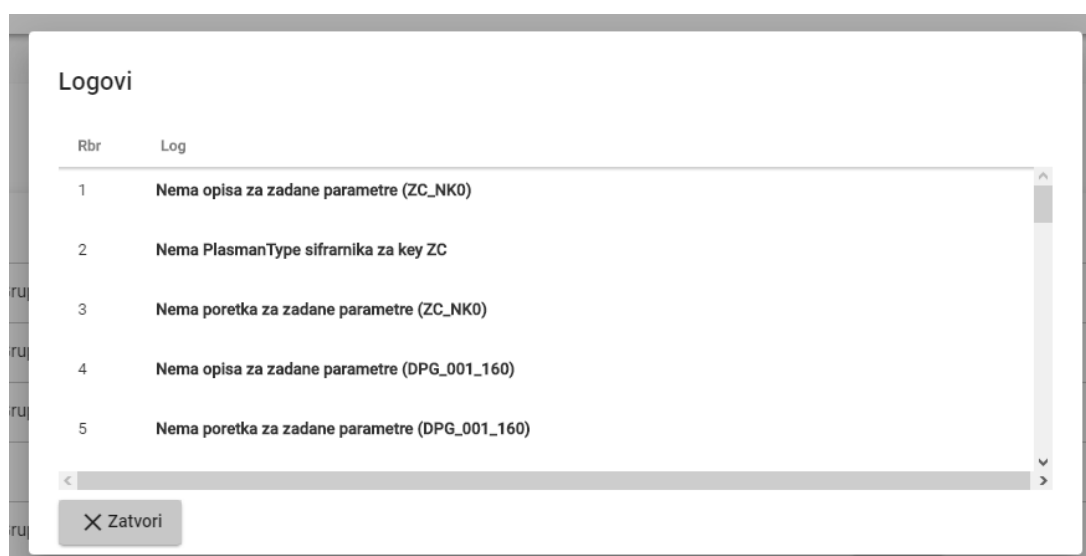 Logovi
Rbr Log
1 Nema opisa za zadane parametre (ZC_NK0)
2 Nema PlasmanType sifrarnika za key ZC
3 Nema poretka za zadane parametre (ZC_NK0)
4 Nema opisa za zadane parametre (DPG_001_160)
5 Nema poretka za zadane parametre (DPG_001_160)
Zatvori